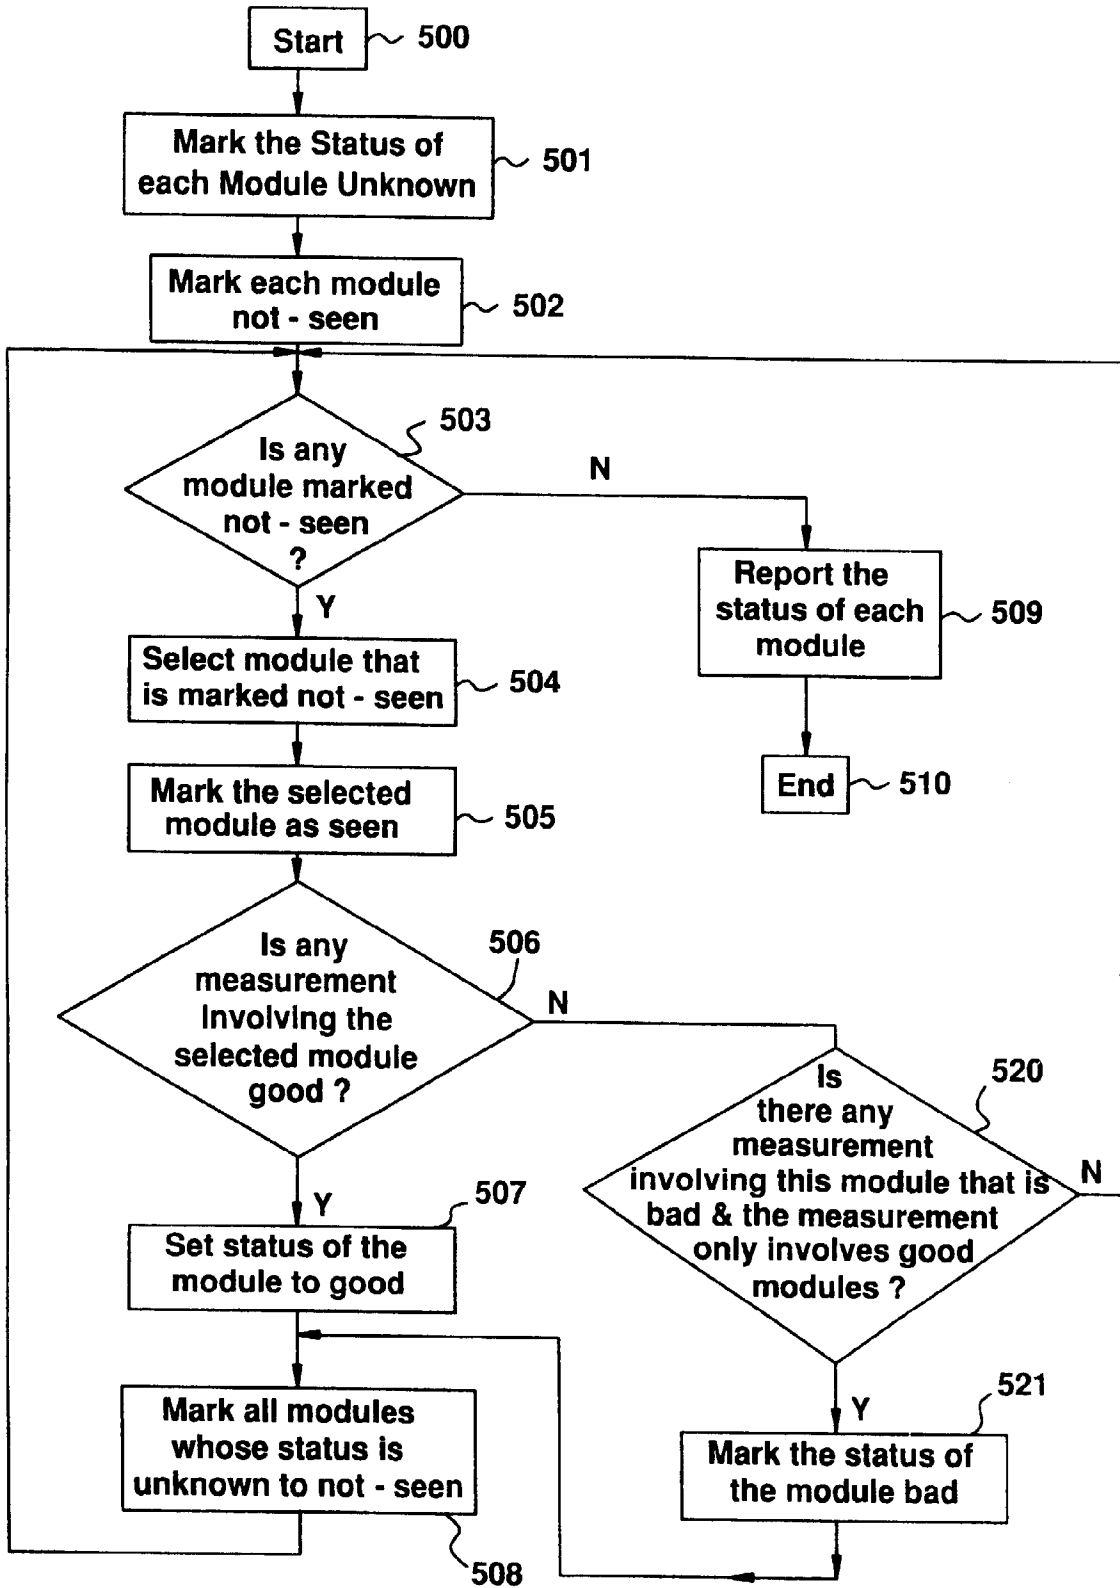 Start
500
Mark the Status of
each Module Unknown
501
Mark each module
not - seen
502
503
Is any
module marked
not - seen
?
N
Y
Report the
status of each
module
509
Select module that
is marked not - seen
504
End
510
Mark the selected
module as seen
505
506
Is any
measurement
involving the
selected module
good ?
N
520
Is
there any
measurement
involving this module that is
bad & the measurement
only involves good
modules ?
N
Y
507
Set status of the
module to good
Y
521
Mark all modules
whose status is
unknown to not - seen
508
Mark the status of
the module bad